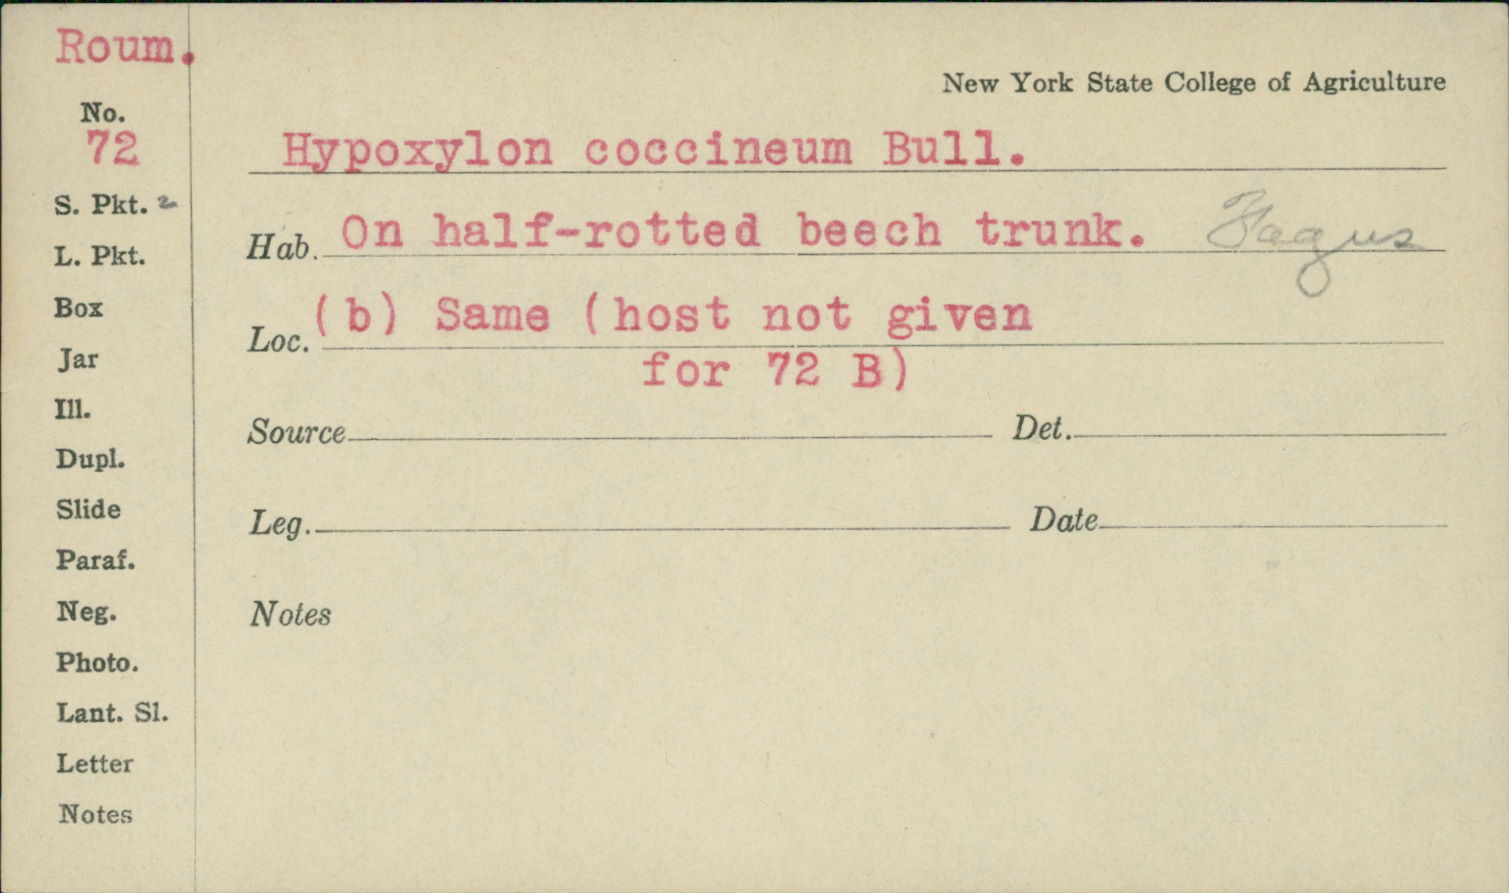 Roum.
New York State College of Agriculture
No.
72
Hypoxylon coccineum Bull.
S. Pkt. 2
Hab. On half-rotted beech trunk. Fagus
L. Pkt.
Box
Loc. (b) Same (host not given
for 72 B)
Jar
Ill.
Source Det.
Dupl.
Slide
Leg. Date
Paraf.
Neg.
Notes
Photo.
Lant. Sl.
Letter
Notes